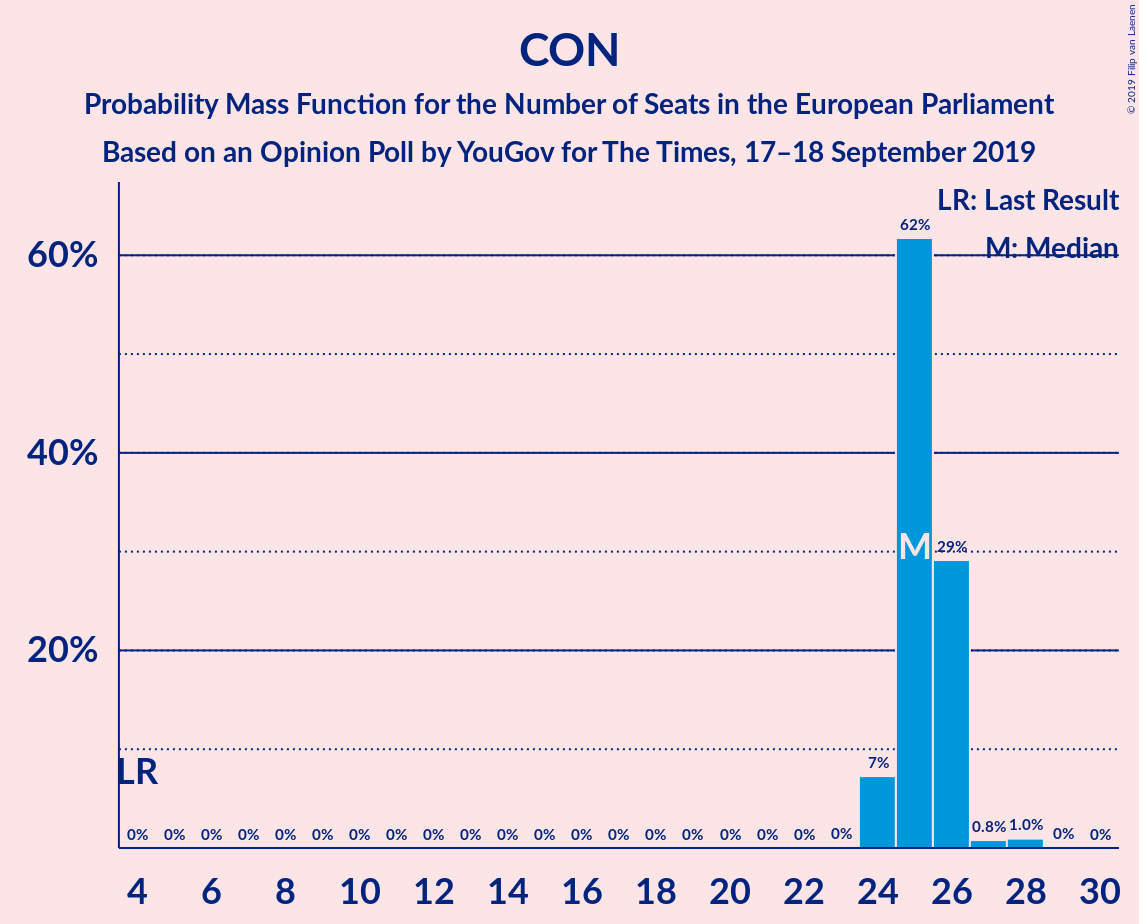 CON
Probability Mass Function for the Number of Seats in the European Parliament
Based on an Opinion Poll by YouGov for The Times, 17–18 September 2019
© 2019 Filip van Laenen
LR: Last Result
M: Median
60%
40%
20%
LR
M
0% 0% 0% 0% 0% 0% 0% 0% 0% 0% 0% 0% 0% 0% 0% 0% 0% 0% 0% 0% 7% 62% 29% 0.8% 1.0% 0% 0%
4 6 8 10 12 14 16 18 20 22 24 26 28 30